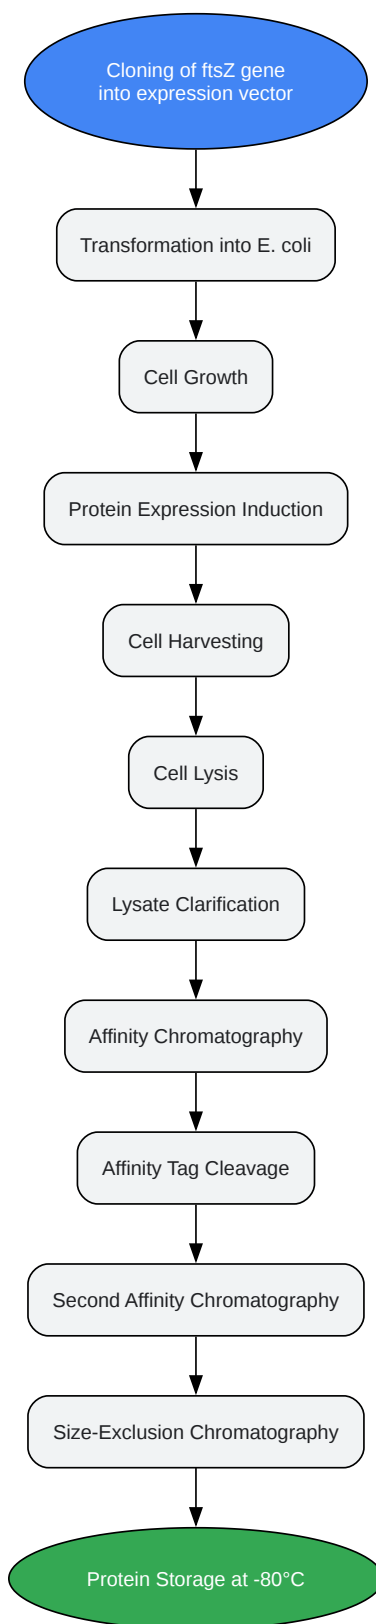 Cloning of ftsZ gene
into expression vector
Transformation into E. coli
Cell Growth
Protein Expression Induction
Cell Harvesting
Cell Lysis
Lysate Clarification
Affinity Chromatography
Affinity Tag Cleavage
Second Affinity Chromatography
Size-Exclusion Chromatography
Protein Storage at -80°C